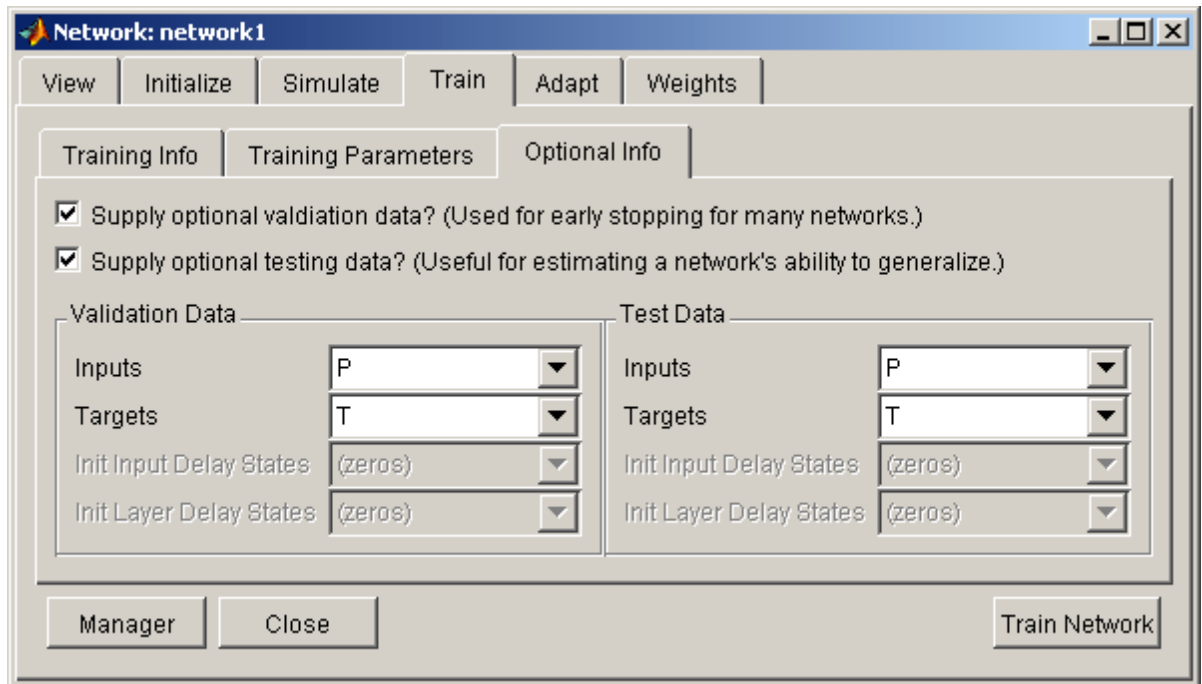 Network: network1
View Initialize Simulate Train Adapt Weights
Training Info Training Parameters Optional Info
Supply optional valdiation data? (Used for early stopping for many networks.)
Supply optional testing data? (Useful for estimating a network's ability to generalize.)
Validation Data
Inputs P
Targets T
Init Input Delay States (zeros)
Init Layer Delay States (zeros)
Test Data
Inputs P
Targets T
Init Input Delay States (zeros)
Init Layer Delay States (zeros)
Manager Close Train Network